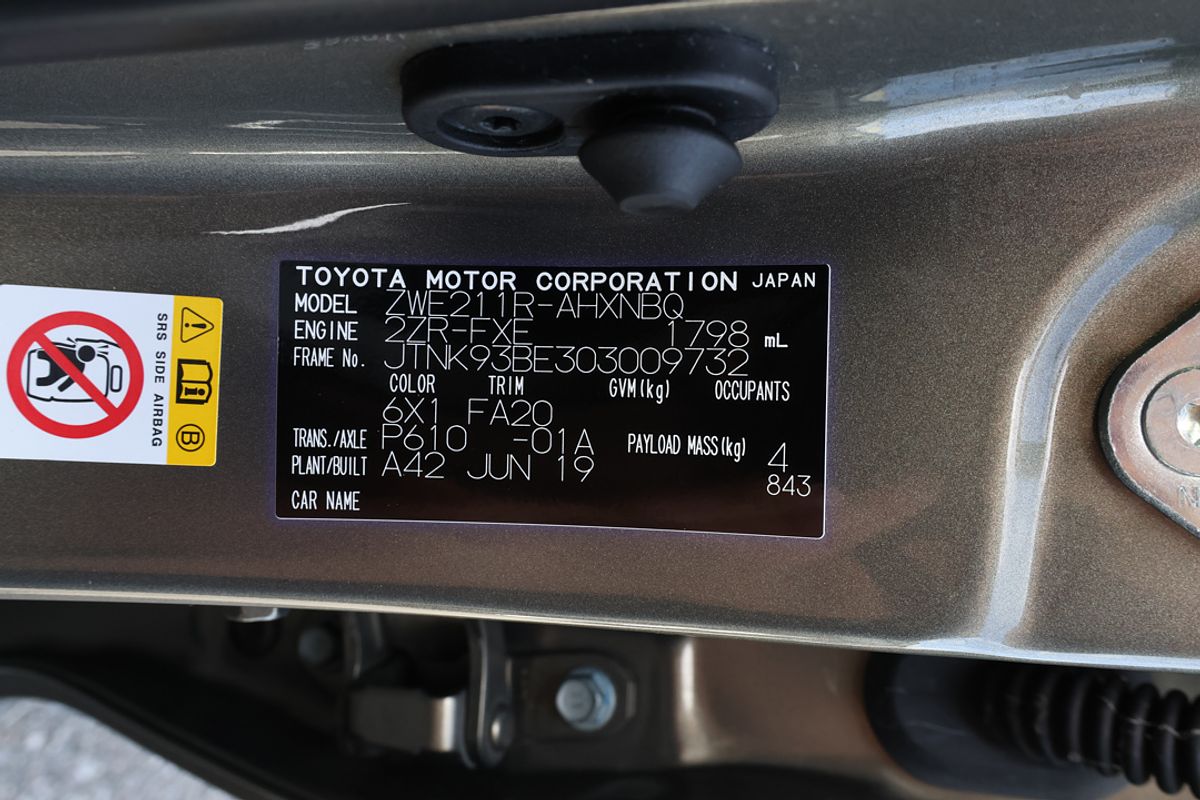 TOYOTA MOTOR CORPORATION JAPAN
MODEL ZWE211R-AHXNBQ
ENGINE 2ZR-FXE 1798 mL
FRAME No. JTNK93BE303009732
COLOR TRIM GVM(kg) OCCUPANTS
6X1 FA20
TRANS./AXLE P610 -01A PAYLOAD MASS(kg) 4
PLANT/BUILT A42 JUN 19 843
CAR NAME
SRS SIDE AIRBAG
B